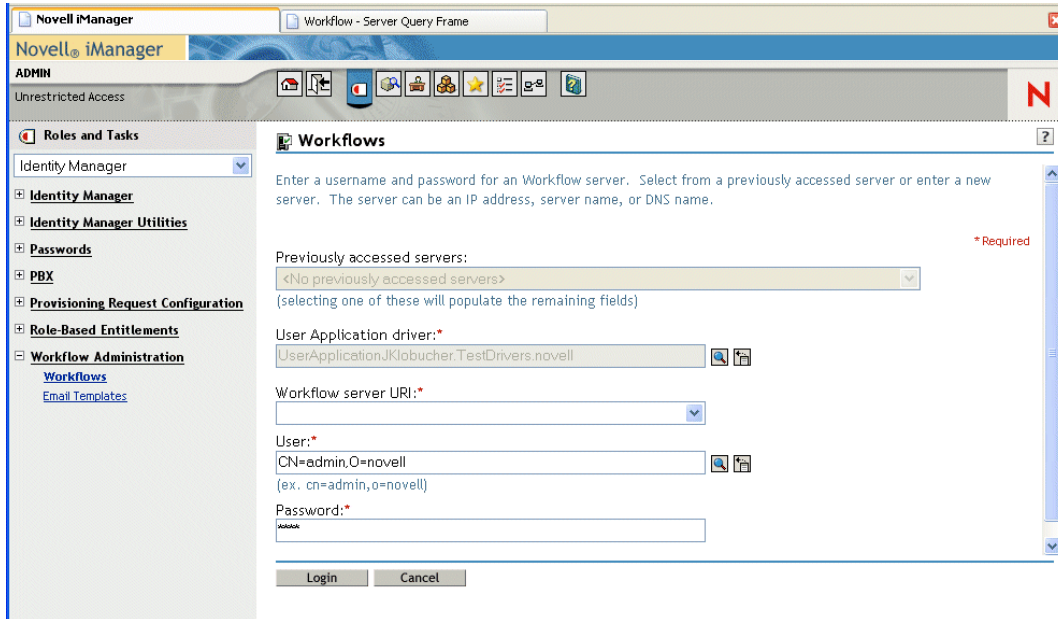 Novell iManager
Workflow - Server Query Frame
Novell® iManager
ADMIN
Unrestricted Access
N
Roles and Tasks
Identity Manager
Identity Manager
Identity Manager Utilities
Passwords
PBX
Provisioning Request Configuration
Role-Based Entitlements
Workflow Administration
Workflows
Email Templates
Workflows
?
Enter a username and password for an Workflow server. Select from a previously accessed server or enter a new
server. The server can be an IP address, server name, or DNS name.
* Required
Previously accessed servers:
<No previously accessed servers>
(selecting one of these will populate the remaining fields)
User Application driver:*
UserApplicationJKlobucher.TestDrivers.novell
Workflow server URI:*
User:*
CN=admin,O=novell
(ex. cn=admin,o=novell)
Password:*
****
Login
Cancel